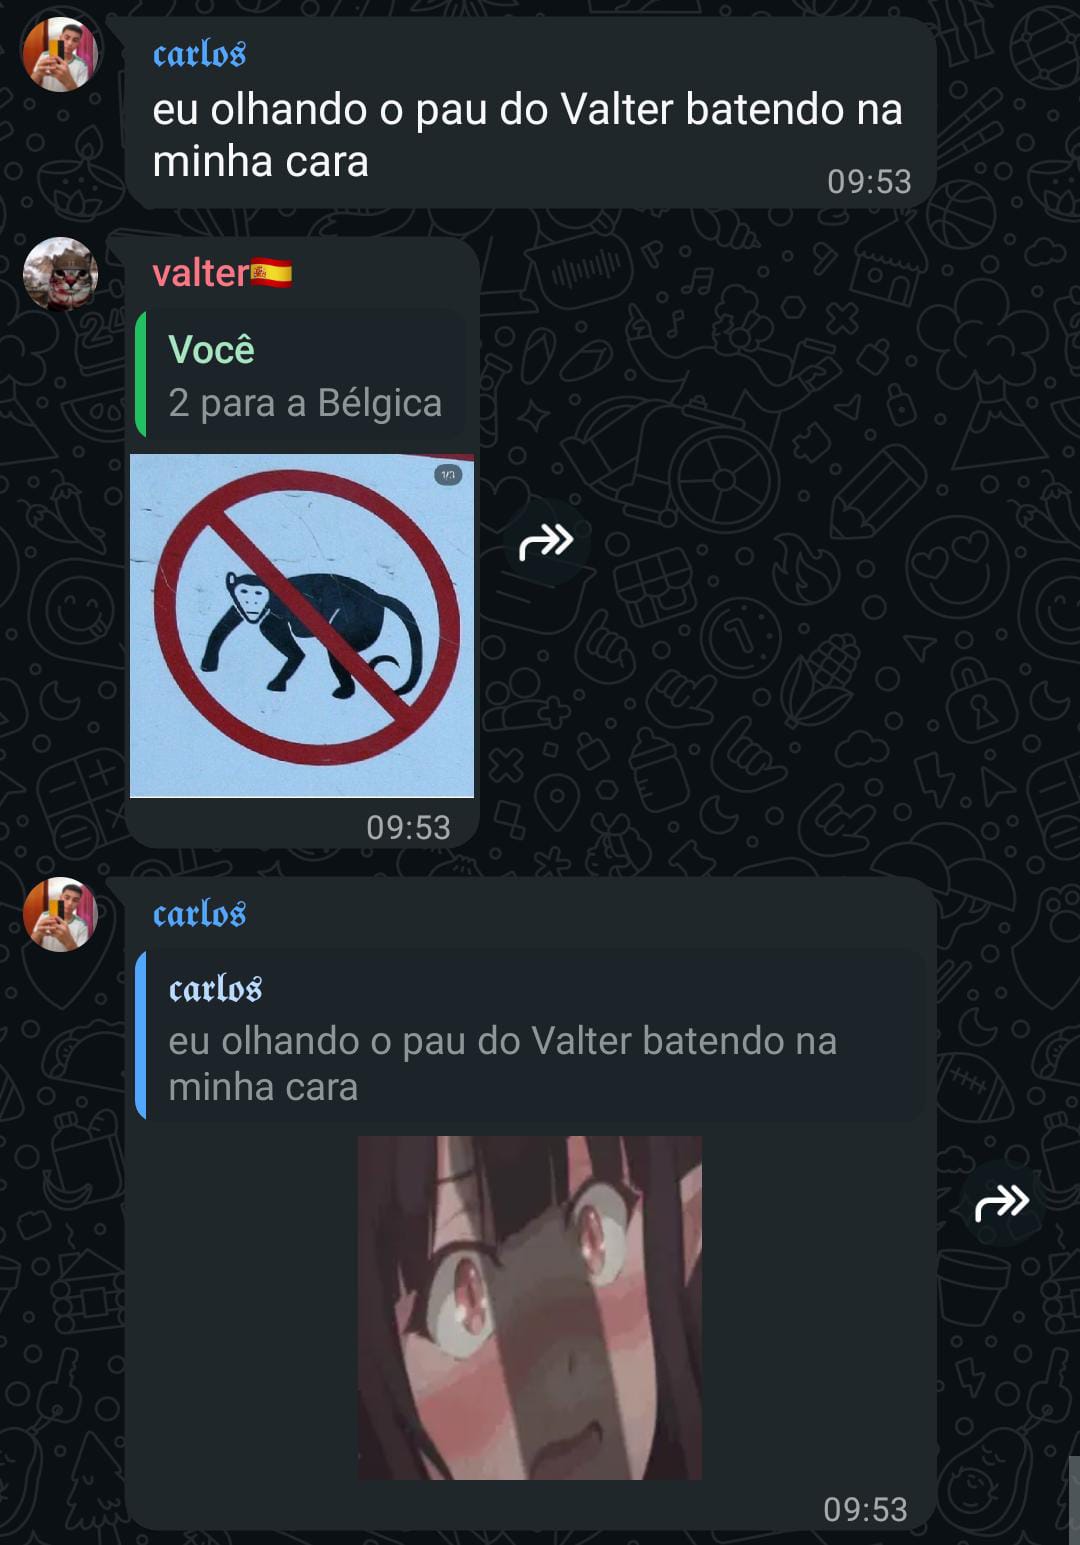 carlos
eu olhando o pau do Valter batendo na
minha cara
09:53
valter🇪🇸
Você
2 para a Bélgica
1/3
09:53
carlos
carlos
eu olhando o pau do Valter batendo na
minha cara
09:53